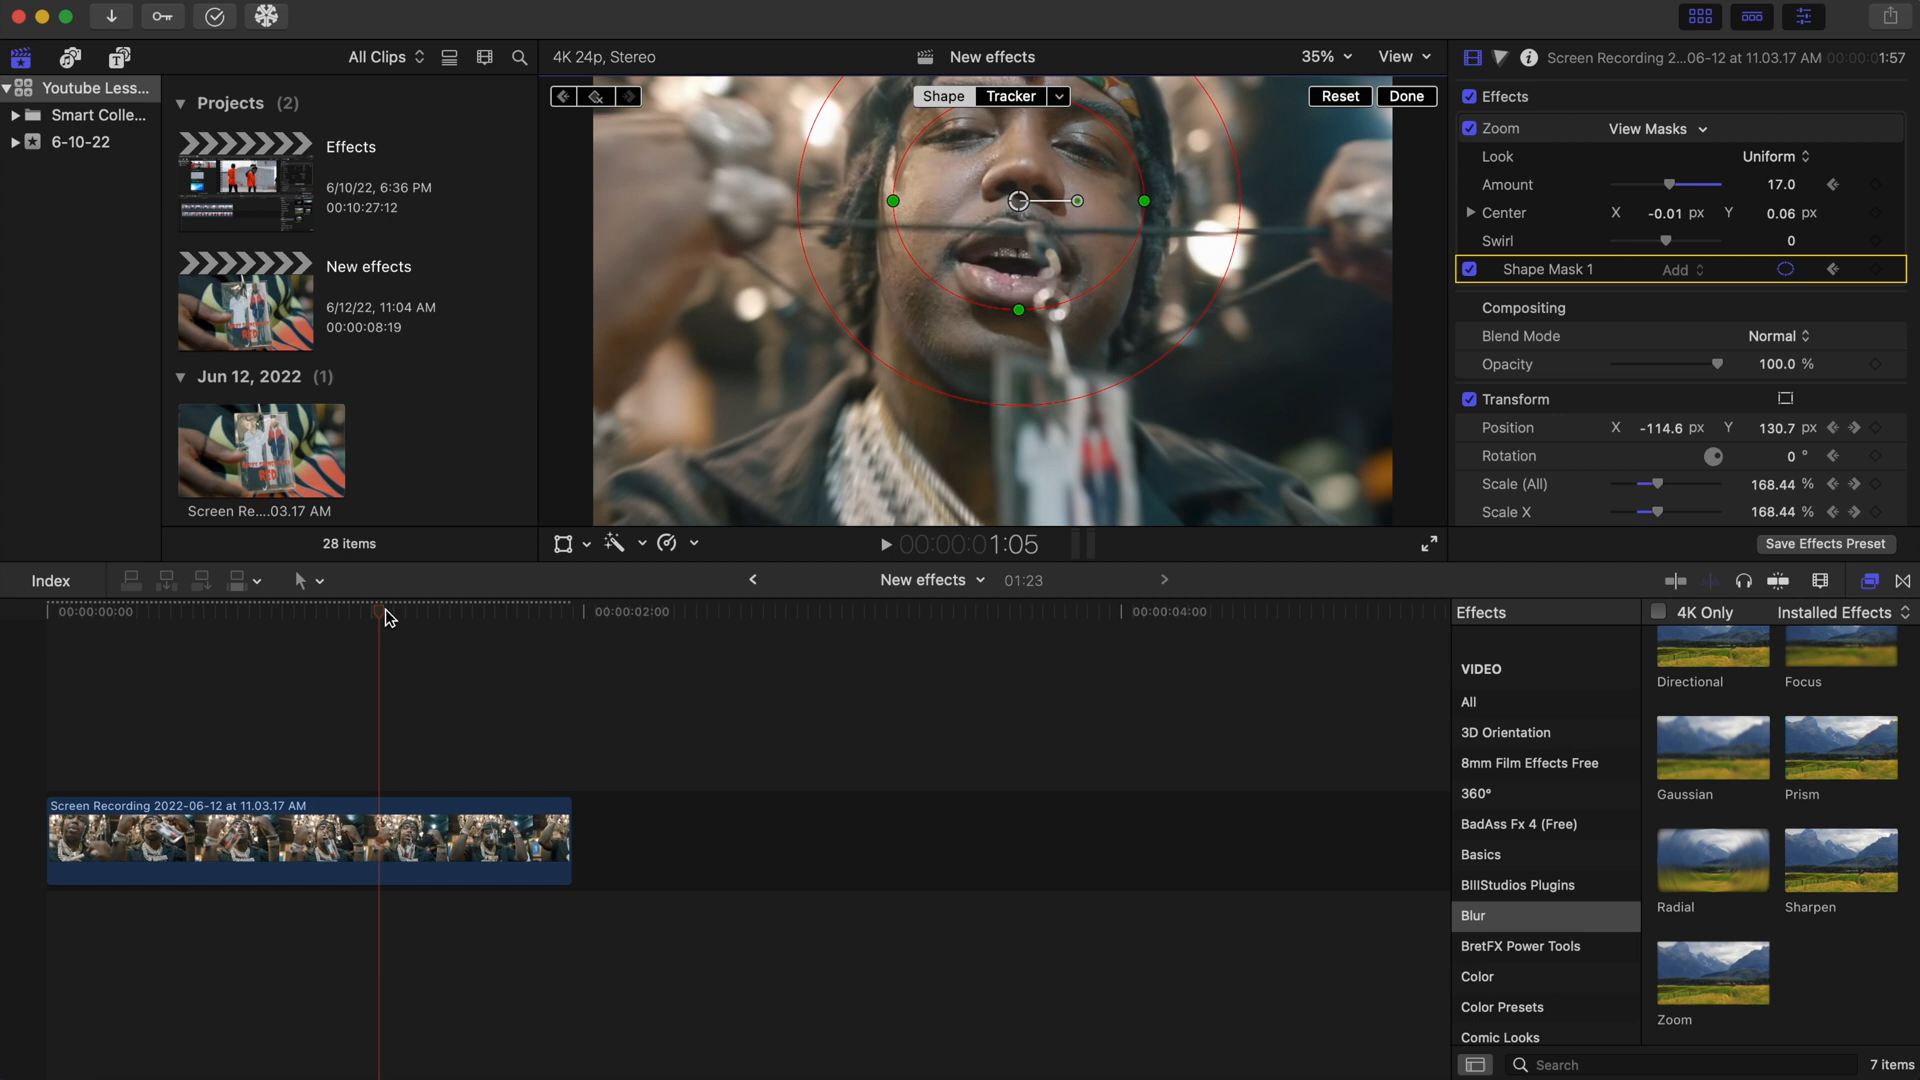 All Clips
4K 24p, Stereo
New effects
35%
View
Screen Recording 2...06-12 at 11.03.17 AM
00:00:01:57
Youtube Less...
Smart Colle...
6-10-22
Projects (2)
Effects
6/10/22, 6:36 PM
00:10:27:12
New effects
6/12/22, 11:04 AM
00:00:08:19
Jun 12, 2022 (1)
RED
Screen Re....03.17 AM
28 items
Shape
Tracker
Reset
Done
00:00:01:05
Effects
Zoom
View Masks
Look
Uniform
Amount
17.0
Center
X -0.01 px Y 0.06 px
Swirl
0
Shape Mask 1
Add
Compositing
Blend Mode
Normal
Opacity
100.0 %
Transform
Position
X -114.6 px Y 130.7 px
Rotation
0 °
Scale (All)
168.44 %
Scale X
168.44 %
Save Effects Preset
Index
New effects
01:23
00:00:00:00
00:00:02:00
00:00:04:00
Screen Recording 2022-06-12 at 11.03.17 AM
Effects
4K Only
Installed Effects
VIDEO
All
3D Orientation
8mm Film Effects Free
360°
BadAss Fx 4 (Free)
Basics
BIllStudios Plugins
Blur
BretFX Power Tools
Color
Color Presets
Comic Looks
Directional
Focus
Gaussian
Prism
Radial
Sharpen
Zoom
Search
7 items